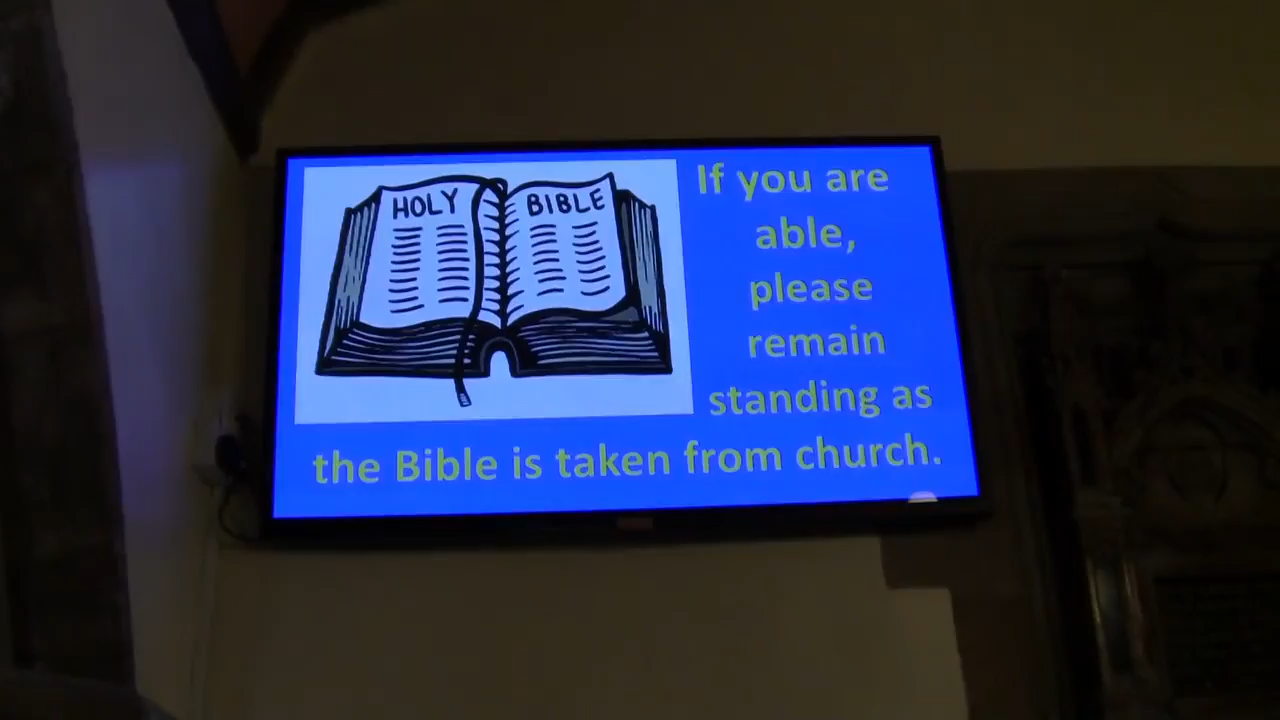 HOLY BIBLE
If you are
able,
please
remain
standing as
the Bible is taken from church.